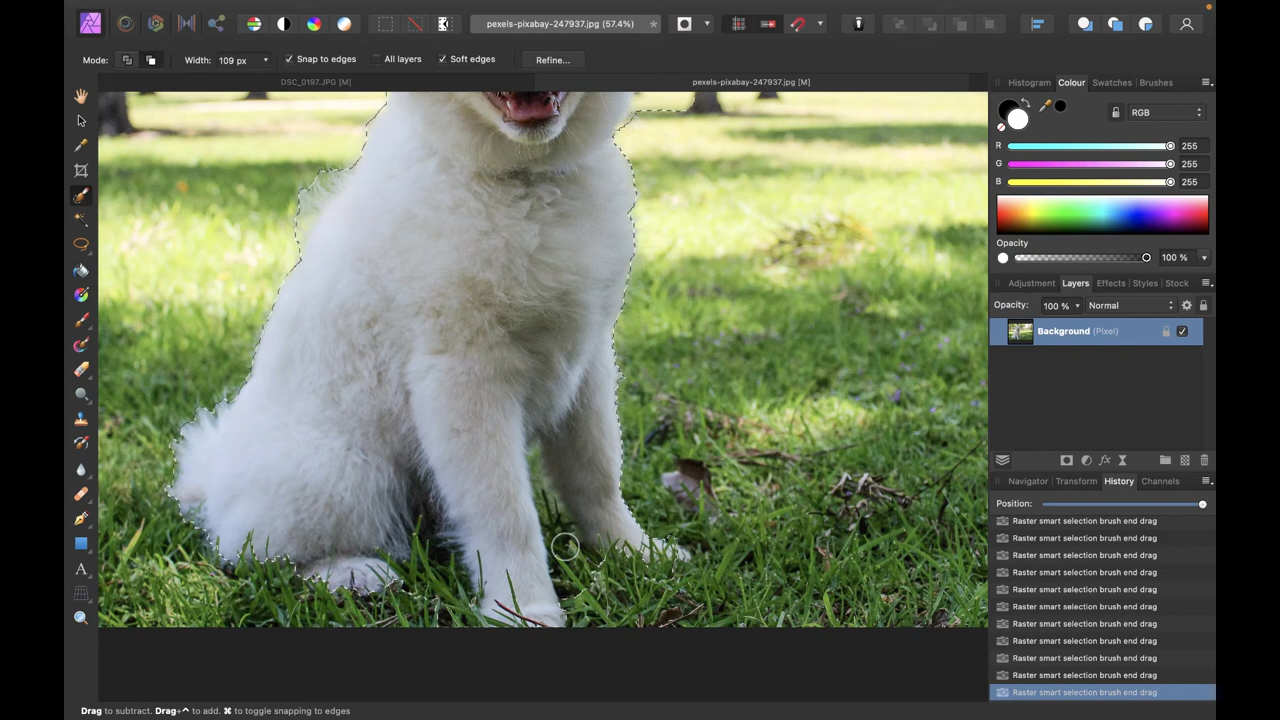 pexels-pixabay-247937.jpg (57.4%)
Mode: Width: 109 px Snap to edges All layers Soft edges Refine...
DSC_0197.JPG [M] pexels-pixabay-247937.jpg [M]
Histogram Colour Swatches Brushes
RGB
R 255
G 255
B 255
Opacity
100 %
Adjustment Layers Effects Styles Stock
Opacity: 100 % Normal
Background (Pixel)
Navigator Transform History Channels
Position:
Raster smart selection brush end drag
Raster smart selection brush end drag
Raster smart selection brush end drag
Raster smart selection brush end drag
Raster smart selection brush end drag
Raster smart selection brush end drag
Raster smart selection brush end drag
Raster smart selection brush end drag
Raster smart selection brush end drag
Raster smart selection brush end drag
Raster smart selection brush end drag
Drag to subtract. Drag+^ to add. ⌘ to toggle snapping to edges